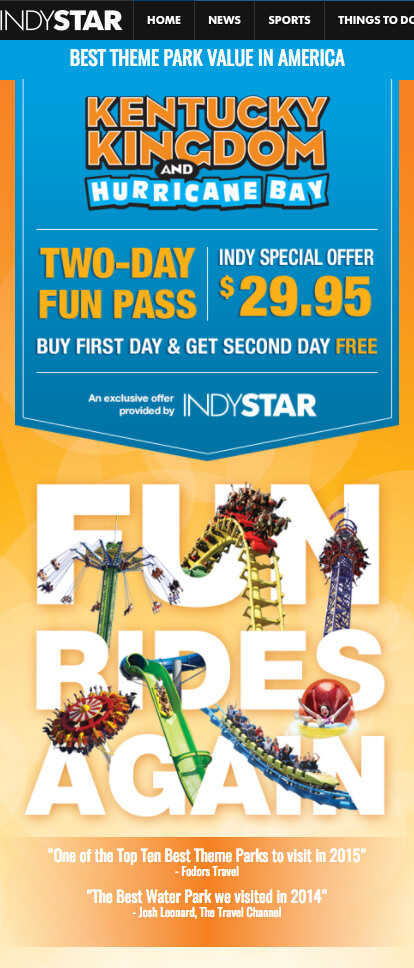 INDYSTAR HOME NEWS SPORTS THINGS TO DO
BEST THEME PARK VALUE IN AMERICA
KENTUCKY
KINGDOM
AND
HURRICANE BAY
TWO-DAY
FUN PASS
INDY SPECIAL OFFER
$29.95
BUY FIRST DAY & GET SECOND DAY FREE
An exclusive offer
provided by INDYSTAR
FUN
RIDES
AGAIN
"One of the Top Ten Best Theme Parks to visit in 2015"
- Fodors Travel
"The Best Water Park we visited in 2014"
- Josh Leonard, The Travel Channel